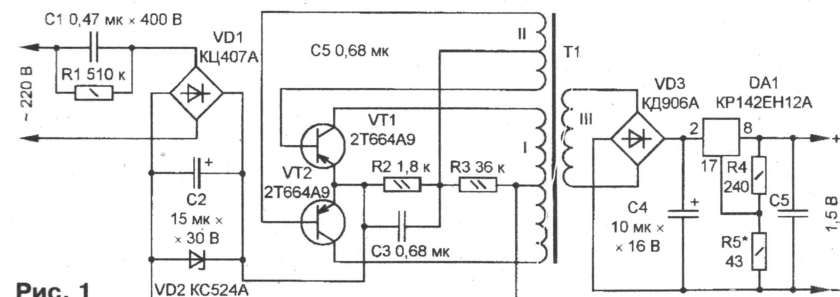 C1 0,47 мк × 400 В
R1 510 к
~ 220 В
VD1
КЦ407А
C2
15 мк ×
× 30 В
VD2 КС524А
C5 0,68 мк
VT1
2Т664А9
VT2
2Т664А9
R2 1,8 к
R3 36 к
C3 0,68 мк
II
I
III
T1
VD3
КД906А
DA1
КР142ЕН12А
2
8
17
R4
240
C5
C4
10 мк ×
× 16 В
R5*
43
+
+
+
–
1,5 В
Рис. 1